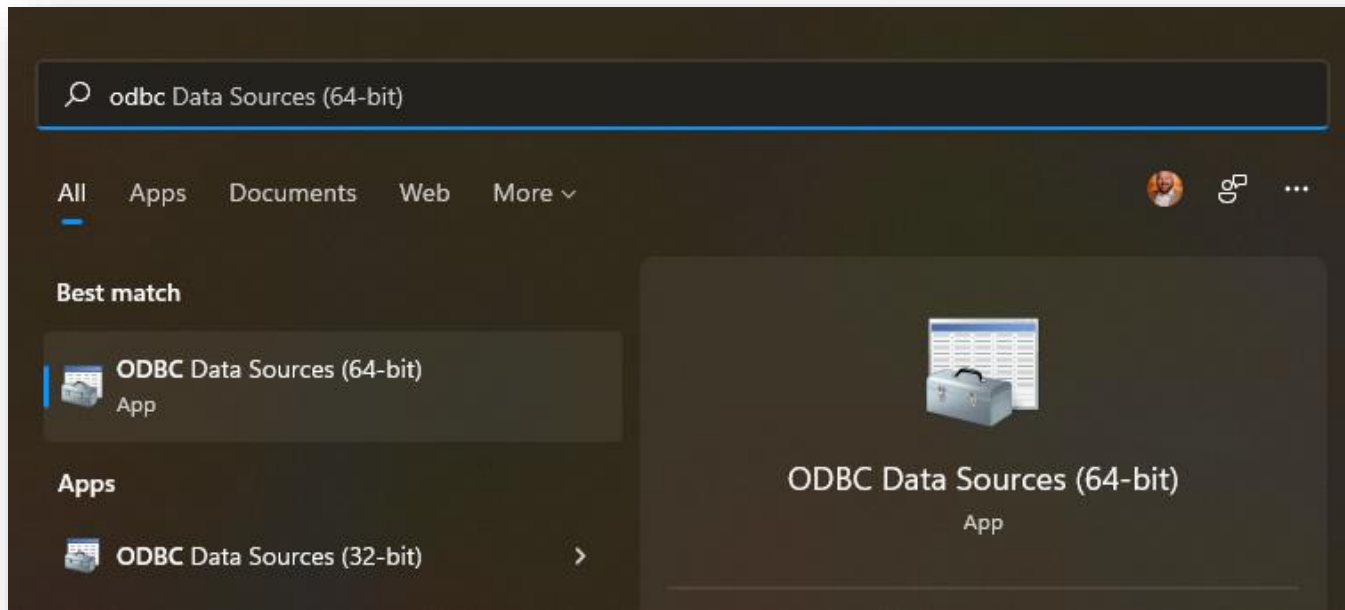 odbc Data Sources (64-bit)
All Apps Documents Web More
Best match
ODBC Data Sources (64-bit)
App
Apps
ODBC Data Sources (32-bit)
ODBC Data Sources (64-bit)
App